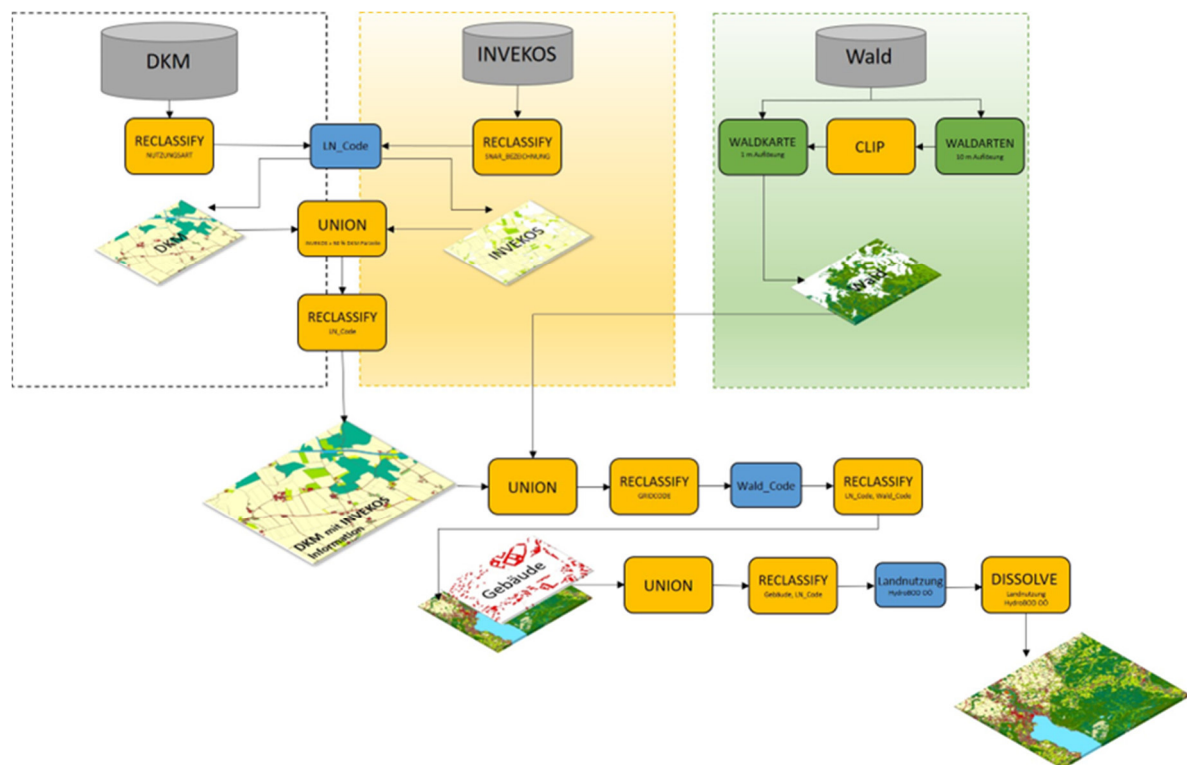 DKM
INVEKOS
Wald
RECLASSIFY
NUTZUNGSART
LN_Code
RECLASSIFY
SNAR_BEZEICHNUNG
WALDKARTE
1 m Auflösung
CLIP
WALDARTEN
10 m Auflösung
DKM
UNION
INVEKOS
Wald
RECLASSIFY
LN_Code
DKM mit INVEKOS
Information
UNION
RECLASSIFY
GRIDCODE
Wald_Code
RECLASSIFY
LN_Code, Wald_Code
Gebäude
UNION
RECLASSIFY
Gebäude, LN_Code
Landnutzung
HydroBOD OÖ
DISSOLVE
Landnutzung
HydroBOD OÖ